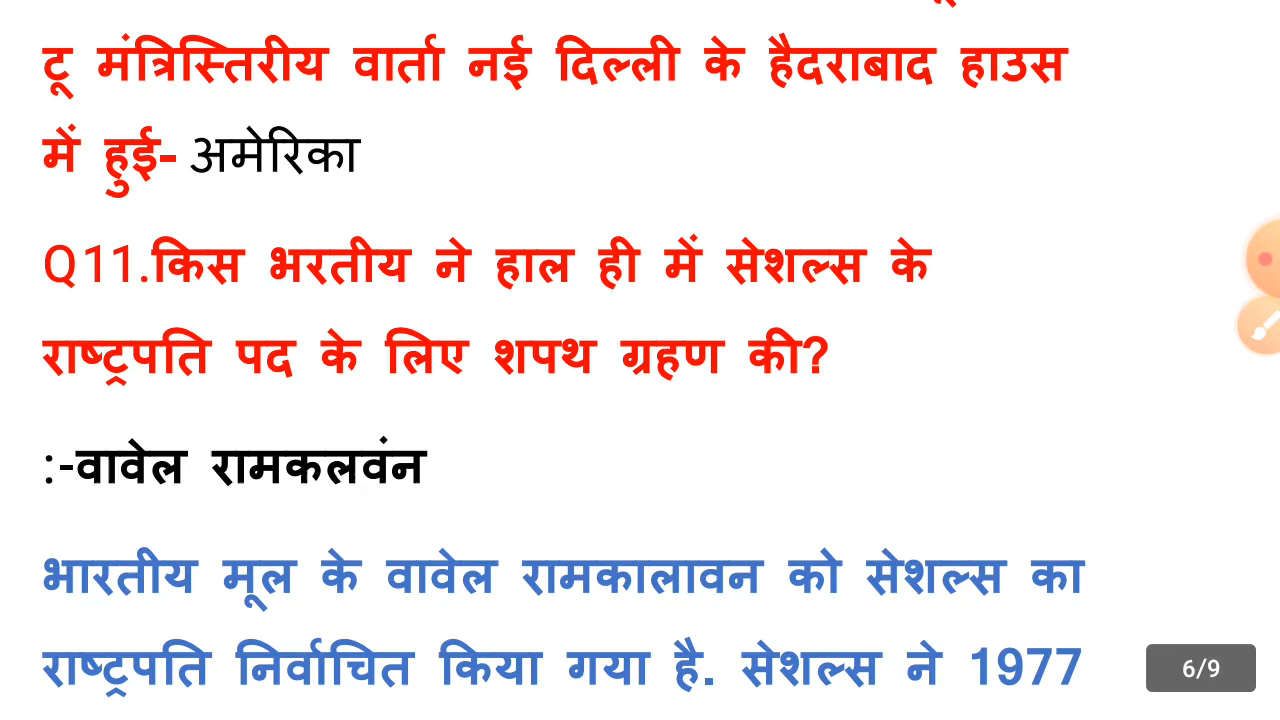 टू मंत्रिस्तिरीय वार्ता नई दिल्ली के हैदराबाद हाउस
में हुई- अमेरिका
Q11.किस भरतीय ने हाल ही में सेशल्स के
राष्ट्रपति पद के लिए शपथ ग्रहण की?
:-वावेल रामकलवंन
भारतीय मूल के वावेल रामकालावन को सेशल्स का
राष्ट्रपति निर्वाचित किया गया है. सेशल्स ने 1977
6/9